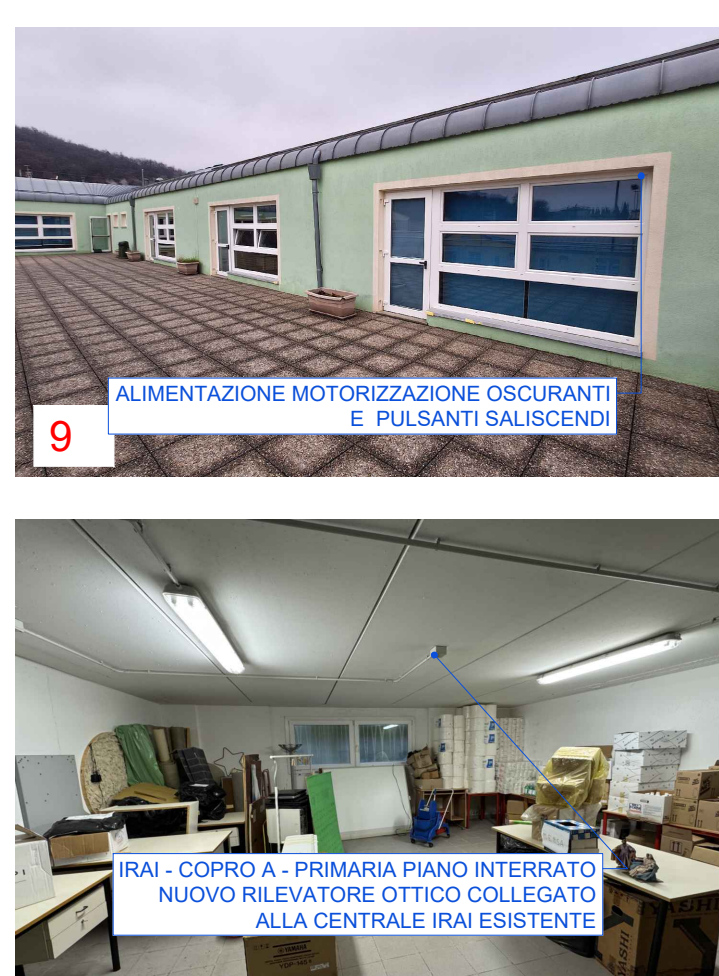 ALIMENTAZIONE MOTORIZZAZIONE OSCURANTI
E PULSANTI SALISCENDI
9
IRAI - COPRO A - PRIMARIA PIANO INTERRATO
NUOVO RILEVATORE OTTICO COLLEGATO
ALLA CENTRALE IRAI ESISTENTE
YAMAHA